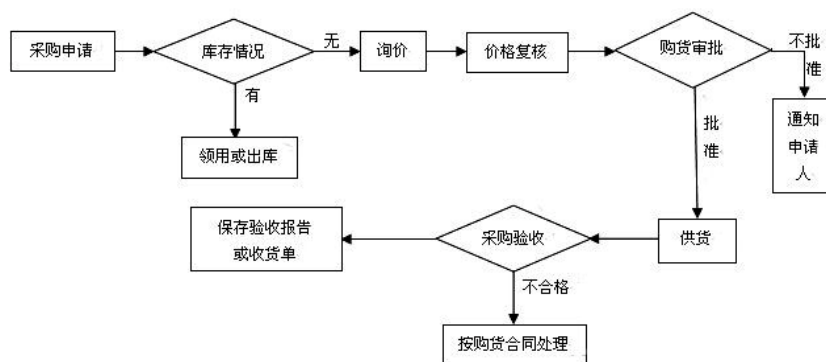 采购申请
库存情况
无
询价
价格复核
购货审批
不批
准
有
领用或出库
批
准
通知
申请
人
保存验收报告
或收货单
采购验收
供货
不合格
按购货合同处理